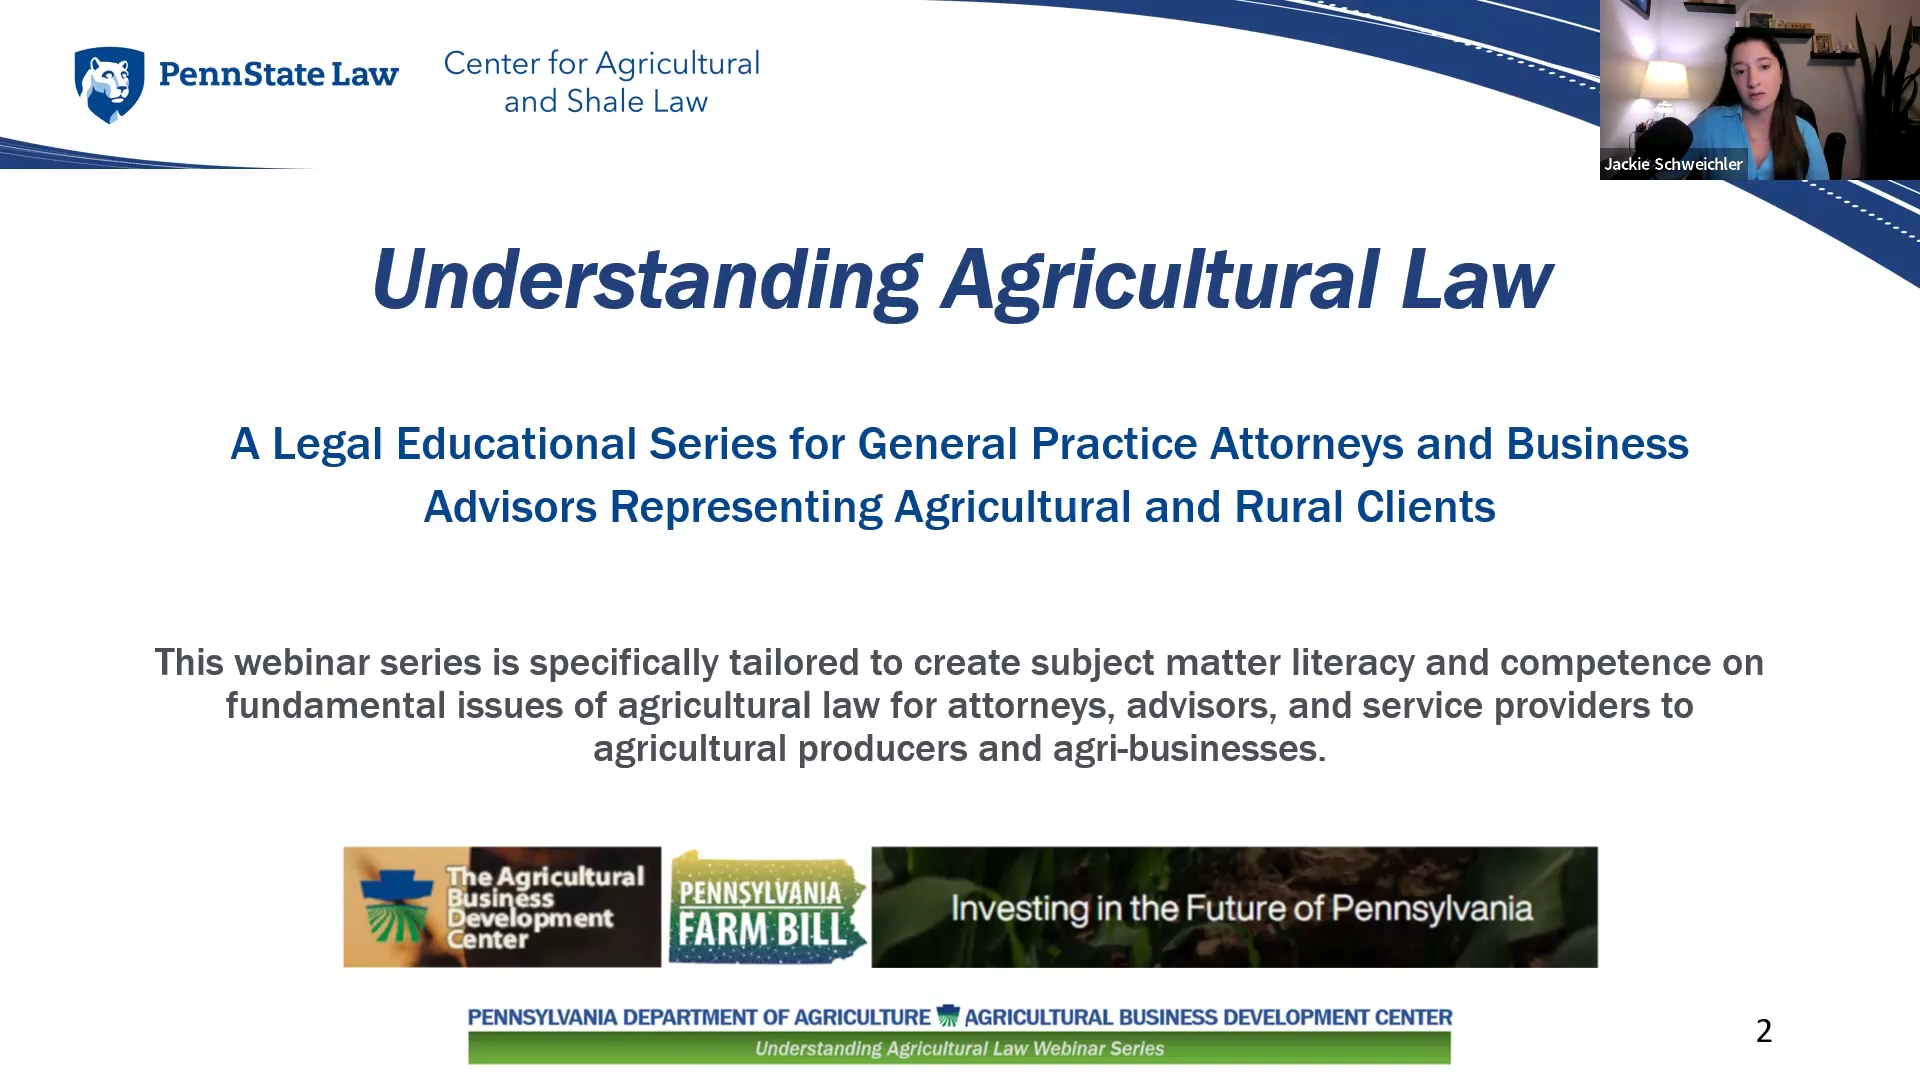 PennState Law
Center for Agricultural
and Shale Law
Jackie Schweichler
Understanding Agricultural Law
A Legal Educational Series for General Practice Attorneys and Business
Advisors Representing Agricultural and Rural Clients
This webinar series is specifically tailored to create subject matter literacy and competence on
fundamental issues of agricultural law for attorneys, advisors, and service providers to
agricultural producers and agri-businesses.
The Agricultural
Business
Development
Center
PENNSYLVANIA
FARM BILL
Investing in the Future of Pennsylvania
PENNSYLVANIA DEPARTMENT OF AGRICULTURE AGRICULTURAL BUSINESS DEVELOPMENT CENTER
Understanding Agricultural Law Webinar Series
2